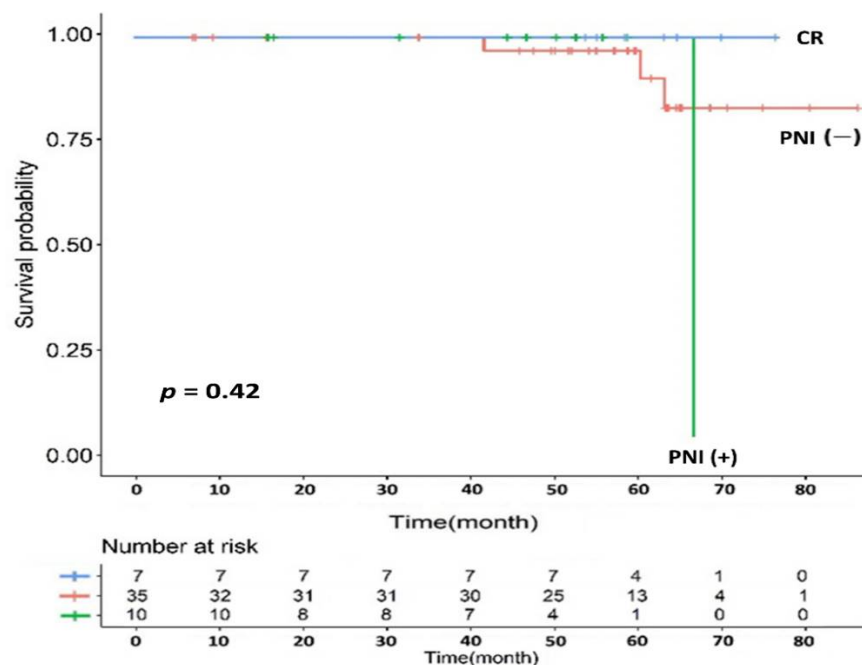 1.00
CR
PNI (—)
0.75
0.50
0.25
0.00
Survival probability
p = 0.42
PNI (+)
0 10 20 30 40 50 60 70 80
Time(month)
Number at risk
7 7 7 7 7 7 4 1 0
35 32 31 31 30 25 13 4 1
10 10 8 8 7 4 1 0 0
0 10 20 30 40 50 60 70 80
Time(month)